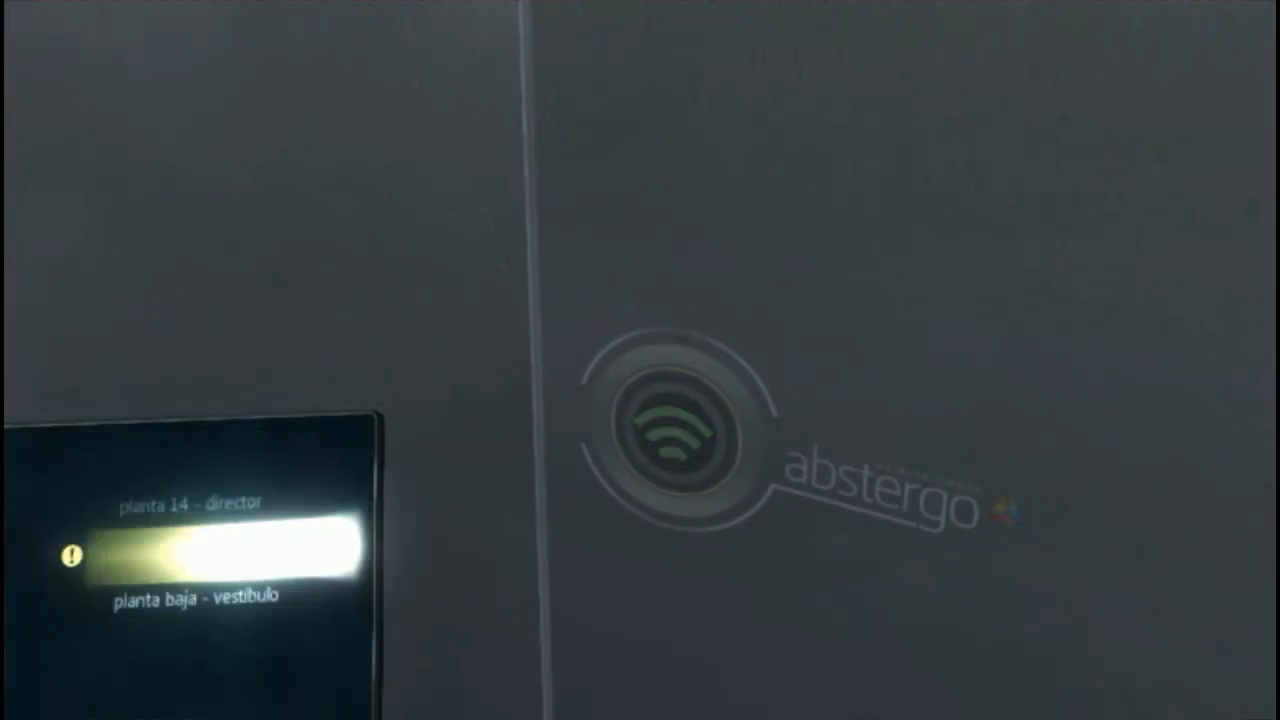 planta 14 - director
planta baja - vestíbulo
abstergo